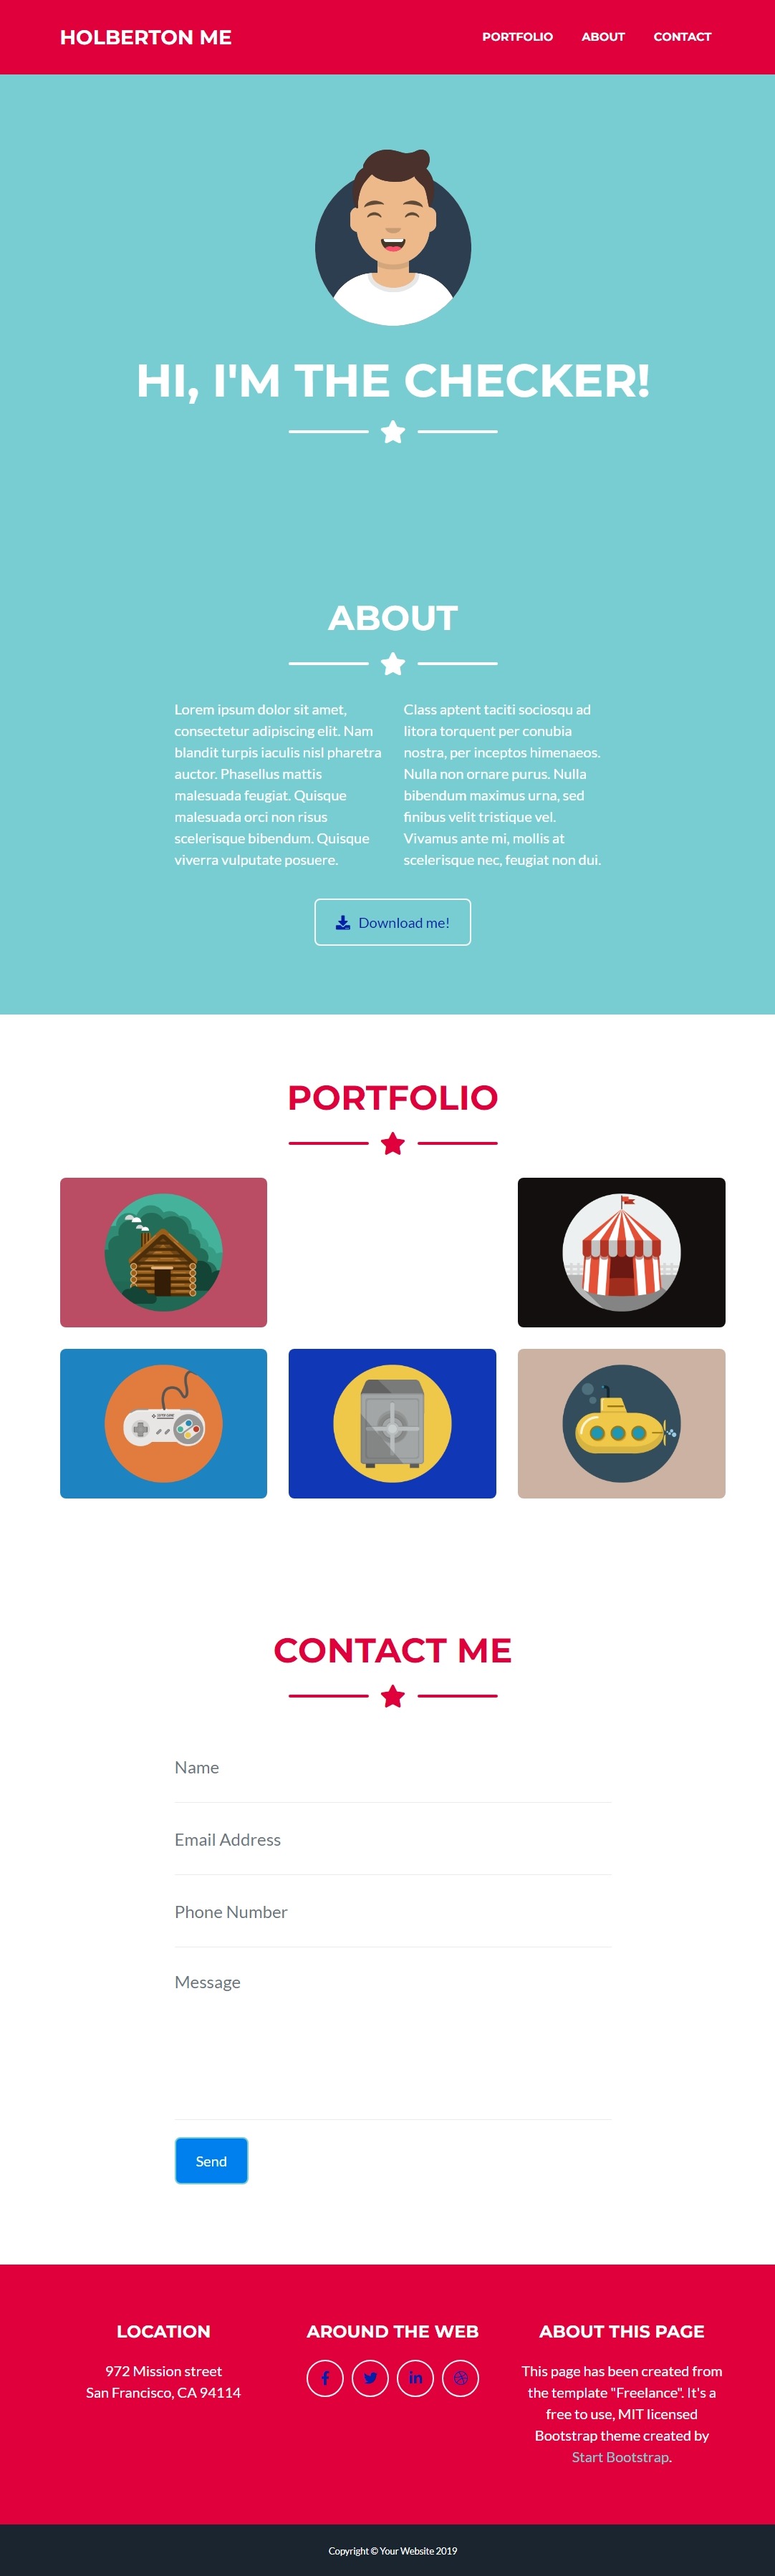 HOLBERTON ME
PORTFOLIO ABOUT CONTACT
HI, I'M THE CHECKER!
ABOUT
Lorem ipsum dolor sit amet,
consectetur adipiscing elit. Nam
blandit turpis iaculis nisl pharetra
auctor. Phasellus mattis
malesuada feugiat. Quisque
malesuada orci non risus
scelerisque bibendum. Quisque
viverra vulputate posuere.
Class aptent taciti sociosqu ad
litora torquent per conubia
nostra, per inceptos himenaeos.
Nulla non ornare purus. Nulla
bibendum maximus urna, sed
finibus velit tristique vel.
Vivamus ante mi, mollis at
scelerisque nec, feugiat non dui.
Download me!
PORTFOLIO
CONTACT ME
Name
Email Address
Phone Number
Message
Send
LOCATION
972 Mission street
San Francisco, CA 94114
AROUND THE WEB
ABOUT THIS PAGE
This page has been created from
the template "Freelance". It's a
free to use, MIT licensed
Bootstrap theme created by
Start Bootstrap.
Copyright © Your Website 2019